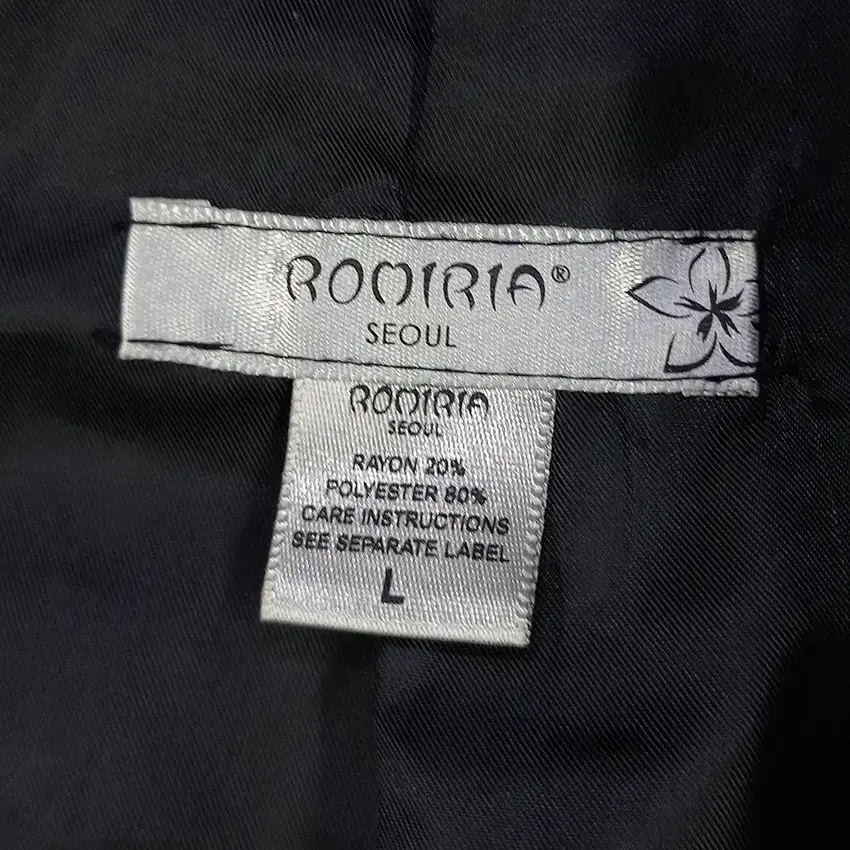 ROMIRIA®
SEOUL
ROMIRIA
SEOUL
RAYON 20%
POLYESTER 80%
CARE INSTRUCTIONS
SEE SEPARATE LABEL
L